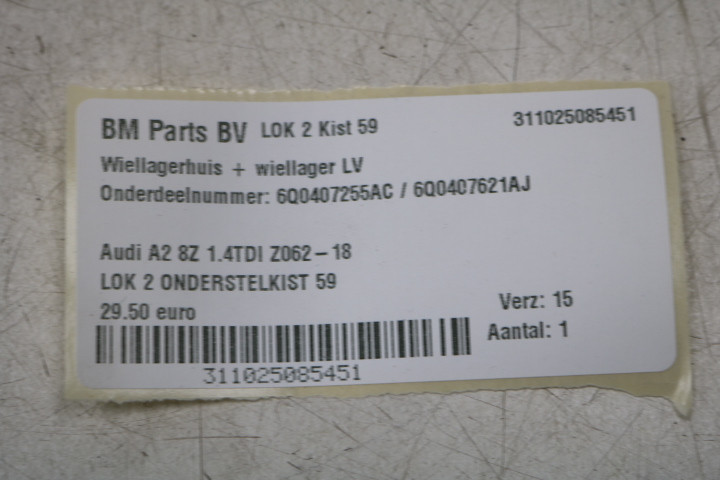 BM Parts BV LOK 2 Kist 59 311025085451
Wiellagerhuis + wiellager LV
Onderdeelnummer: 6Q0407255AC / 6Q0407621AJ
Audi A2 8Z 1.4TDI Z062-18
LOK 2 ONDERSTELKIST 59
29.50 euro
Verz: 15
Aantal: 1
311025085451